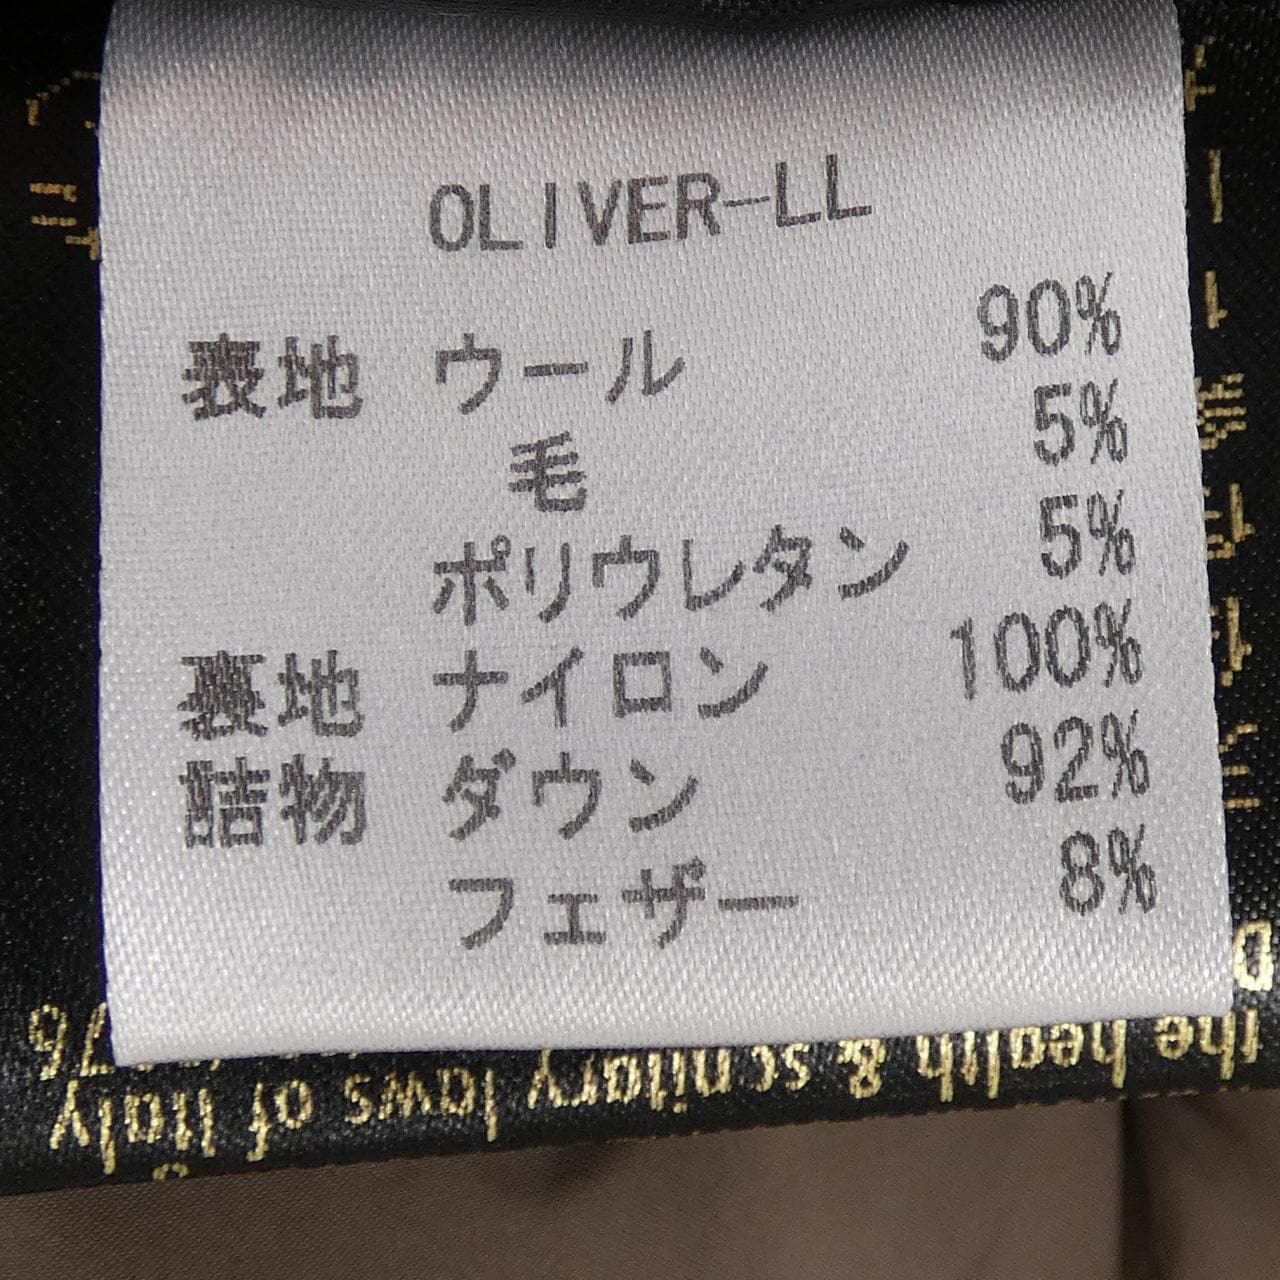 OLIVER-LL
表地 ウール 90%
毛 5%
ポリウレタン 5%
裏地 ナイロン 100%
詰物 ダウン 92%
フェザー 8%
the health & sanitary laws of Italy